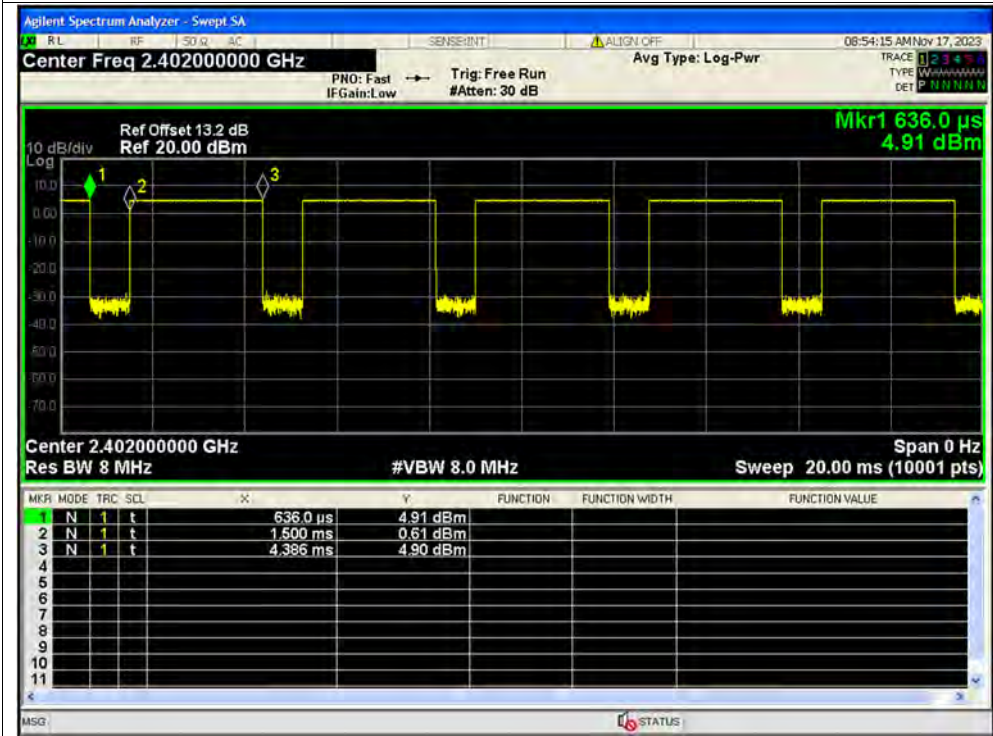 Agilent Spectrum Analyzer - Swept SA
RL RF 50 Ω AC SENSE:INT ALIGN OFF 08:54:15 AM Nov 17, 2023
Center Freq 2.402000000 GHz Avg Type: Log-Pwr TRACE 1 2 3 4 5 6
PNO: Fast Trig: Free Run TYPE W
IFGain:Low #Atten: 30 dB DET P N N N N N
Mkr1 636.0 µs
4.91 dBm
Ref Offset 13.2 dB
10 dB/div Ref 20.00 dBm
Log
1 2 3
10.0
0.00
-10.0
-20.0
-30.0
-40.0
-50.0
-60.0
-70.0
Center 2.402000000 GHz Span 0 Hz
Res BW 8 MHz #VBW 8.0 MHz Sweep 20.00 ms (10001 pts)
MKR MODE TRC SCL X Y FUNCTION FUNCTION WIDTH FUNCTION VALUE
1 N 1 t 636.0 µs 4.91 dBm
2 N 1 t 1.500 ms 0.61 dBm
3 N 1 t 4.386 ms 4.90 dBm
4
5
6
7
8
9
10
11
MSG STATUS